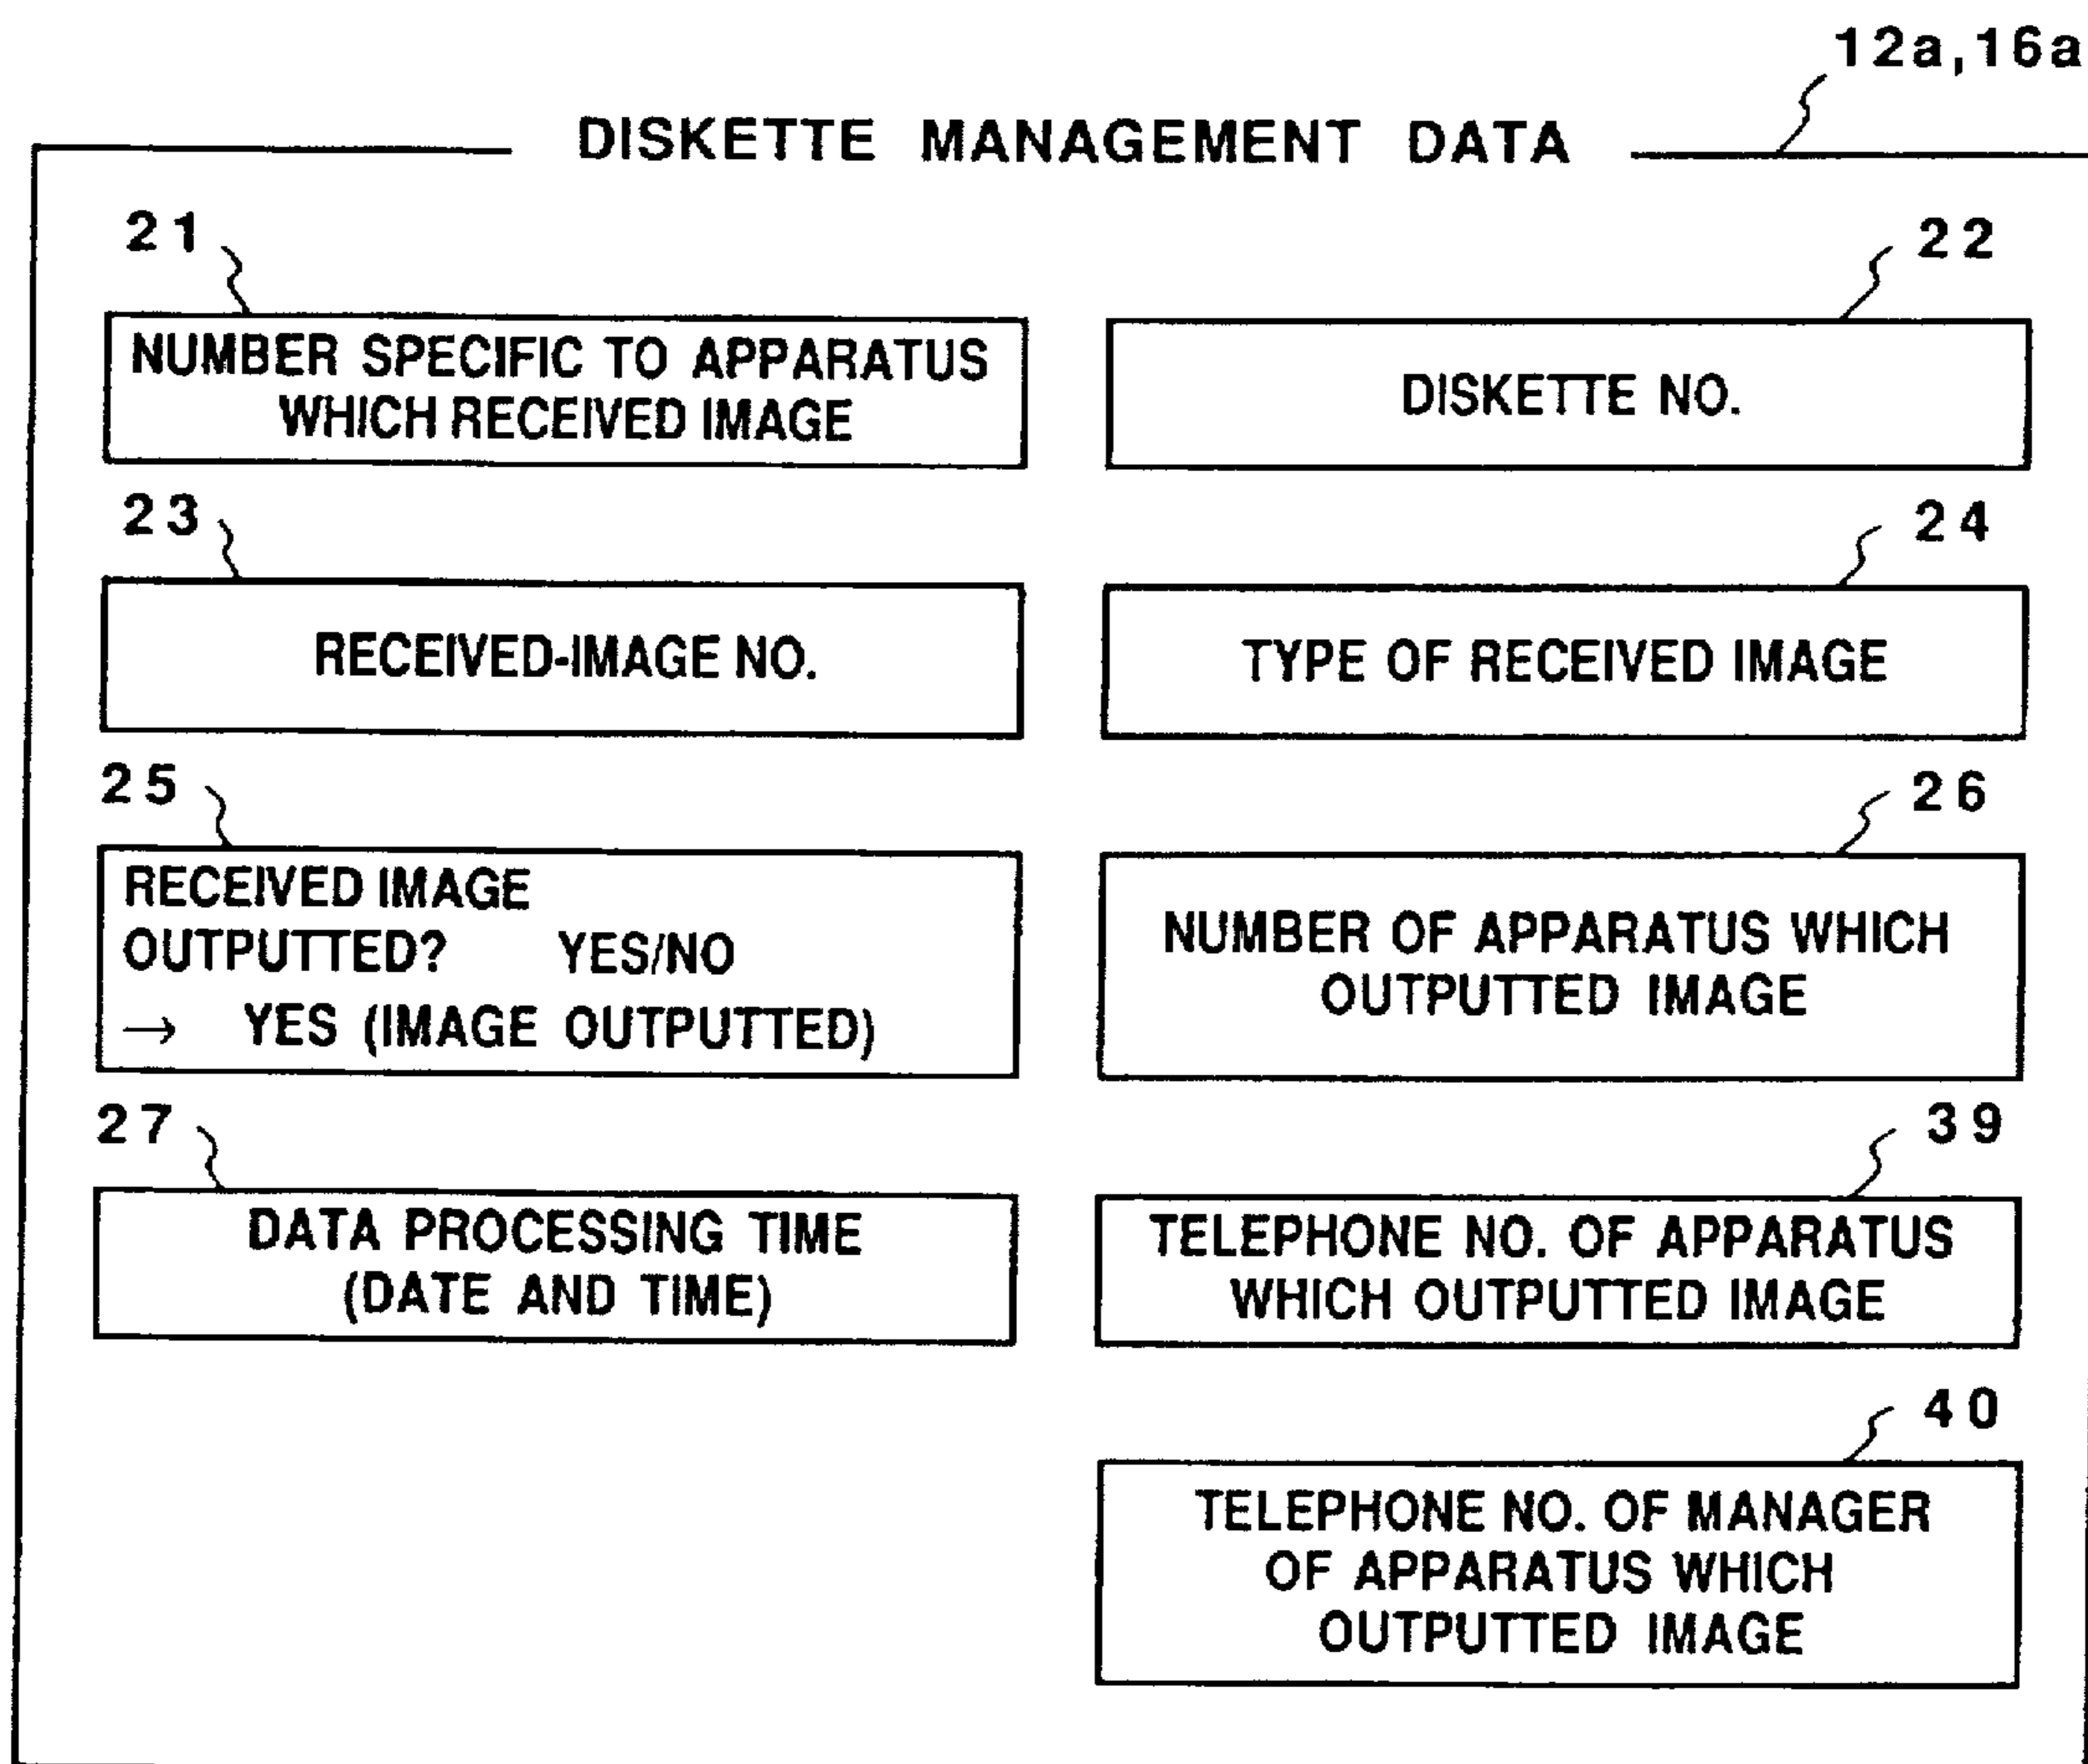 12a,16a
DISKETTE MANAGEMENT DATA
21
NUMBER SPECIFIC TO APPARATUS
WHICH RECEIVED IMAGE
22
DISKETTE NO.
23
RECEIVED-IMAGE NO.
24
TYPE OF RECEIVED IMAGE
25
RECEIVED IMAGE
OUTPUTTED? YES/NO
→ YES (IMAGE OUTPUTTED)
26
NUMBER OF APPARATUS WHICH
OUTPUTTED IMAGE
27
DATA PROCESSING TIME
(DATE AND TIME)
39
TELEPHONE NO. OF APPARATUS
WHICH OUTPUTTED IMAGE
40
TELEPHONE NO. OF MANAGER
OF APPARATUS WHICH
OUTPUTTED IMAGE